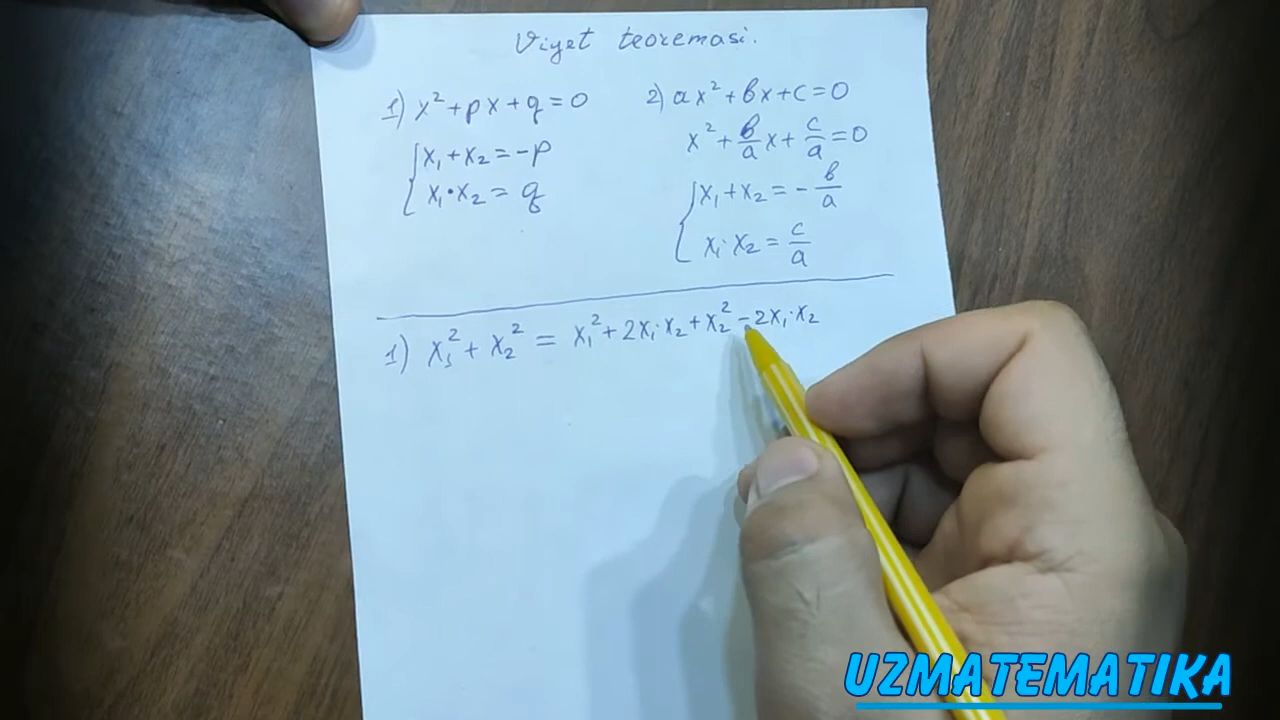 Viyet teoremasi.
1) x² + px + q = 0
x₁ + x₂ = -p
x₁ • x₂ = q
2) ax² + bx + c = 0
x² + b/a x + c/a = 0
x₁ + x₂ = - b/a
x₁ · x₂ = c/a
1) x₁² + x₂² = x₁² + 2x₁·x₂ + x₂² - 2x₁·x₂
UZMATEMATIKA